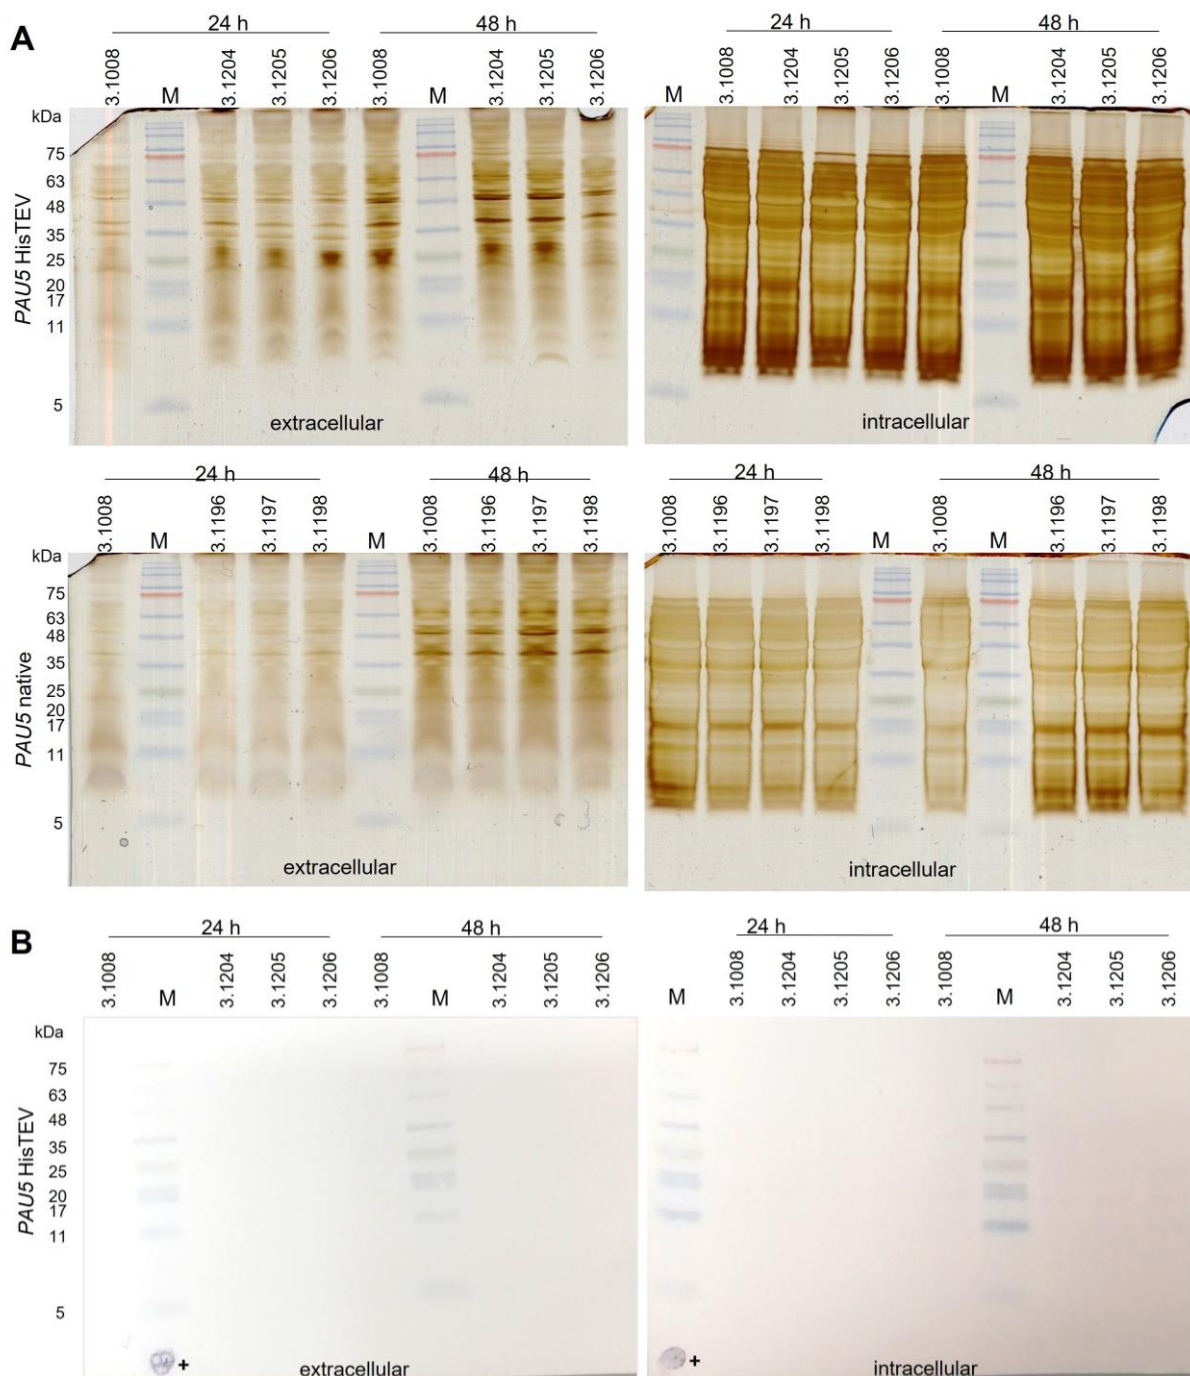 A
24 h 48 h 24 h 48 h
3.1008 M 3.1204 3.1205 3.1206 3.1008 M 3.1204 3.1205 3.1206 M 3.1008 3.1204 3.1205 3.1206 3.1008 M 3.1204 3.1205 3.1206
kDa
75
63
48
35
25
20
17
11
5
PAU5 HisTEV
extracellular intracellular
24 h 48 h 24 h 48 h
3.1008 M 3.1196 3.1197 3.1198 M 3.1008 3.1196 3.1197 3.1198 3.1008 3.1196 3.1197 3.1198 M 3.1008 M 3.1196 3.1197 3.1198
kDa
75
63
48
35
25
20
17
11
5
PAU5 native
extracellular intracellular
B
24 h 48 h 24 h 48 h
3.1008 M 3.1204 3.1205 3.1206 3.1008 M 3.1204 3.1205 3.1206 M 3.1008 3.1204 3.1205 3.1206 3.1008 M 3.1204 3.1205 3.1206
kDa
75
63
48
35
25
20
17
11
5
PAU5 HisTEV
+ +
extracellular intracellular